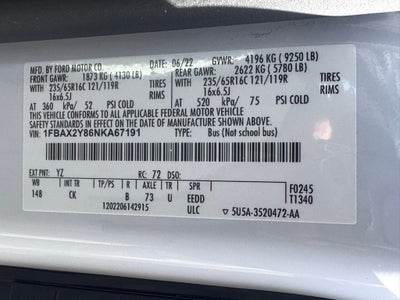 MFD. BY FORD MOTOR CO. 06/22 GVWR: 4196 KG ( 9250 LB)
FRONT GAWR: 1873 KG ( 4130 LB) REAR GAWR: 2622 KG ( 5780 LB)
235/65R16C 121/119R TIRES 235/65R16C 121/119R TIRES
16x6.5J RIMS 16x6.5J RIMS
AT 360 kPa/ 52 PSI COLD AT 520 kPa/ 75 PSI COLD
THIS VEHICLE CONFORMS TO ALL APPLICABLE FEDERAL MOTOR VEHICLE
SAFETY STANDARDS IN EFFECT ON THE DATE OF MANUFACTURE SHOWN ABOVE.
VIN: 1FBAX2Y86NKA67191 TYPE: Bus (Not school bus)
EXT PNT: YZ RC: 72 DSO:
WB INT TR TP/PS R AXLE TR SPR F0245
148 CK B 73 U EEDD T1340
1202206142915 ULC ▽ 5U5A-3520472-AA